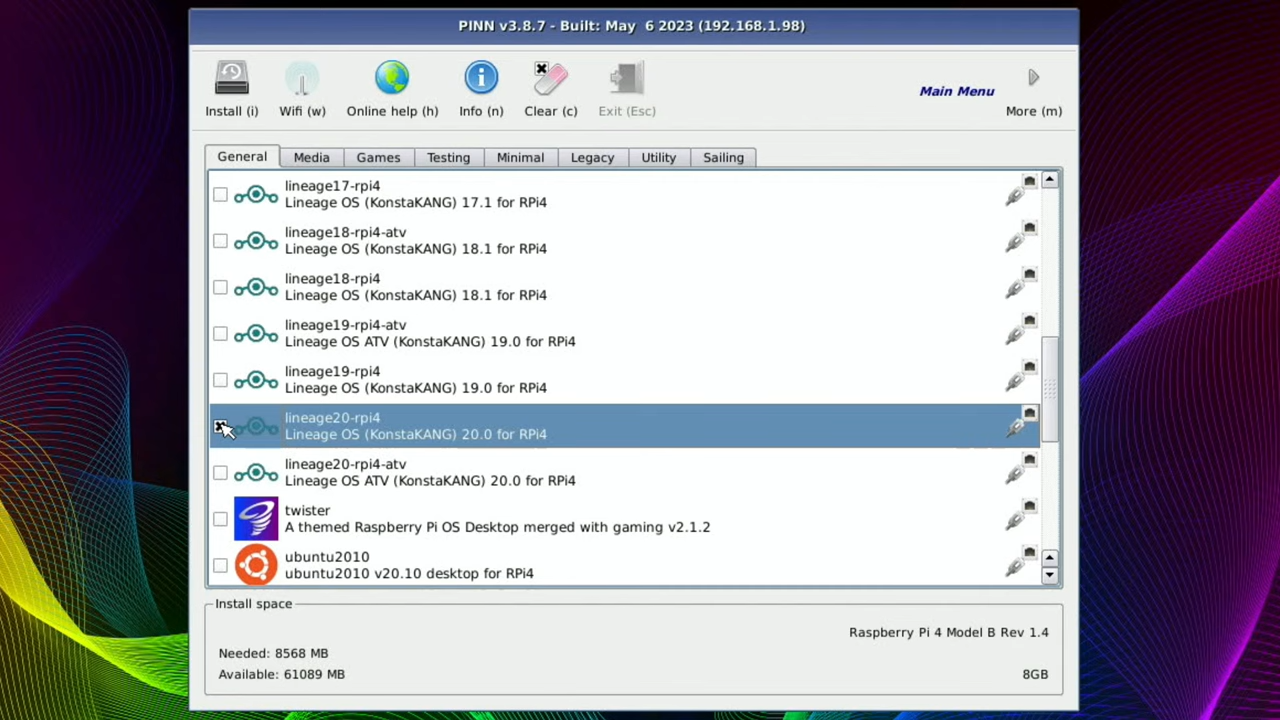 PINN v3.8.7 - Built: May 6 2023 (192.168.1.98)
Install (i)
Wifi (w)
Online help (h)
Info (n)
Clear (c)
Exit (Esc)
Main Menu
More (m)
General
Media
Games
Testing
Minimal
Legacy
Utility
Sailing
lineage17-rpi4
Lineage OS (KonstaKANG) 17.1 for RPi4
lineage18-rpi4-atv
Lineage OS (KonstaKANG) 18.1 for RPi4
lineage18-rpi4
Lineage OS (KonstaKANG) 18.1 for RPi4
lineage19-rpi4-atv
Lineage OS ATV (KonstaKANG) 19.0 for RPi4
lineage19-rpi4
Lineage OS (KonstaKANG) 19.0 for RPi4
lineage20-rpi4
Lineage OS (KonstaKANG) 20.0 for RPi4
lineage20-rpi4-atv
Lineage OS ATV (KonstaKANG) 20.0 for RPi4
twister
A themed Raspberry Pi OS Desktop merged with gaming v2.1.2
ubuntu2010
ubuntu2010 v20.10 desktop for RPi4
Install space
Raspberry Pi 4 Model B Rev 1.4
Needed: 8568 MB
Available: 61089 MB
8GB